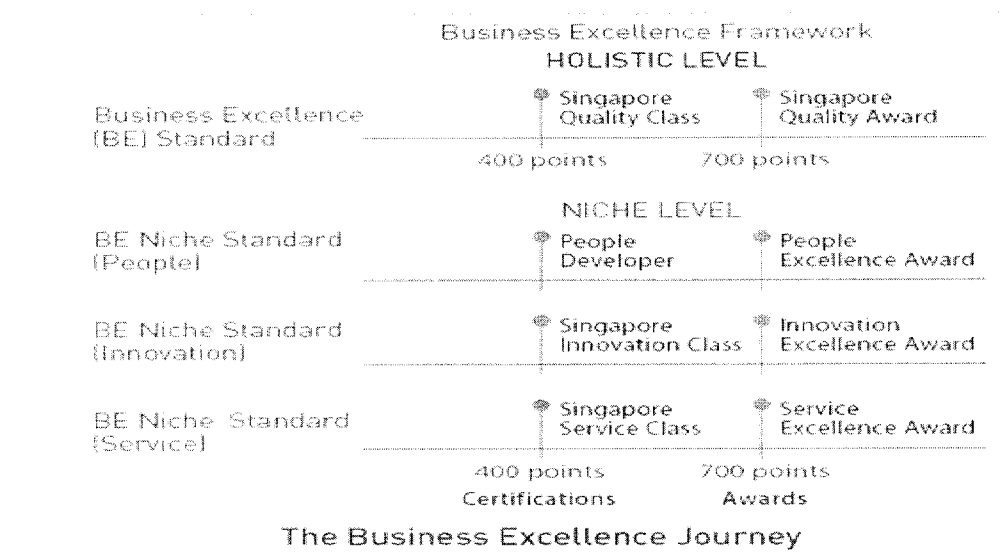 Business Excellence Framework
HOLISTIC LEVEL
Business Excellence
(BE) Standard
Singapore
Quality Class
Singapore
Quality Award
400 points
700 points
NICHE LEVEL
BE Niche Standard
(People)
People
Developer
People
Excellence Award
BE Niche Standard
(Innovation)
Singapore
Innovation Class
Innovation
Excellence Award
BE Niche Standard
(Service)
Singapore
Service Class
Service
Excellence Award
400 points
700 points
Certifications
Awards
The Business Excellence Journey